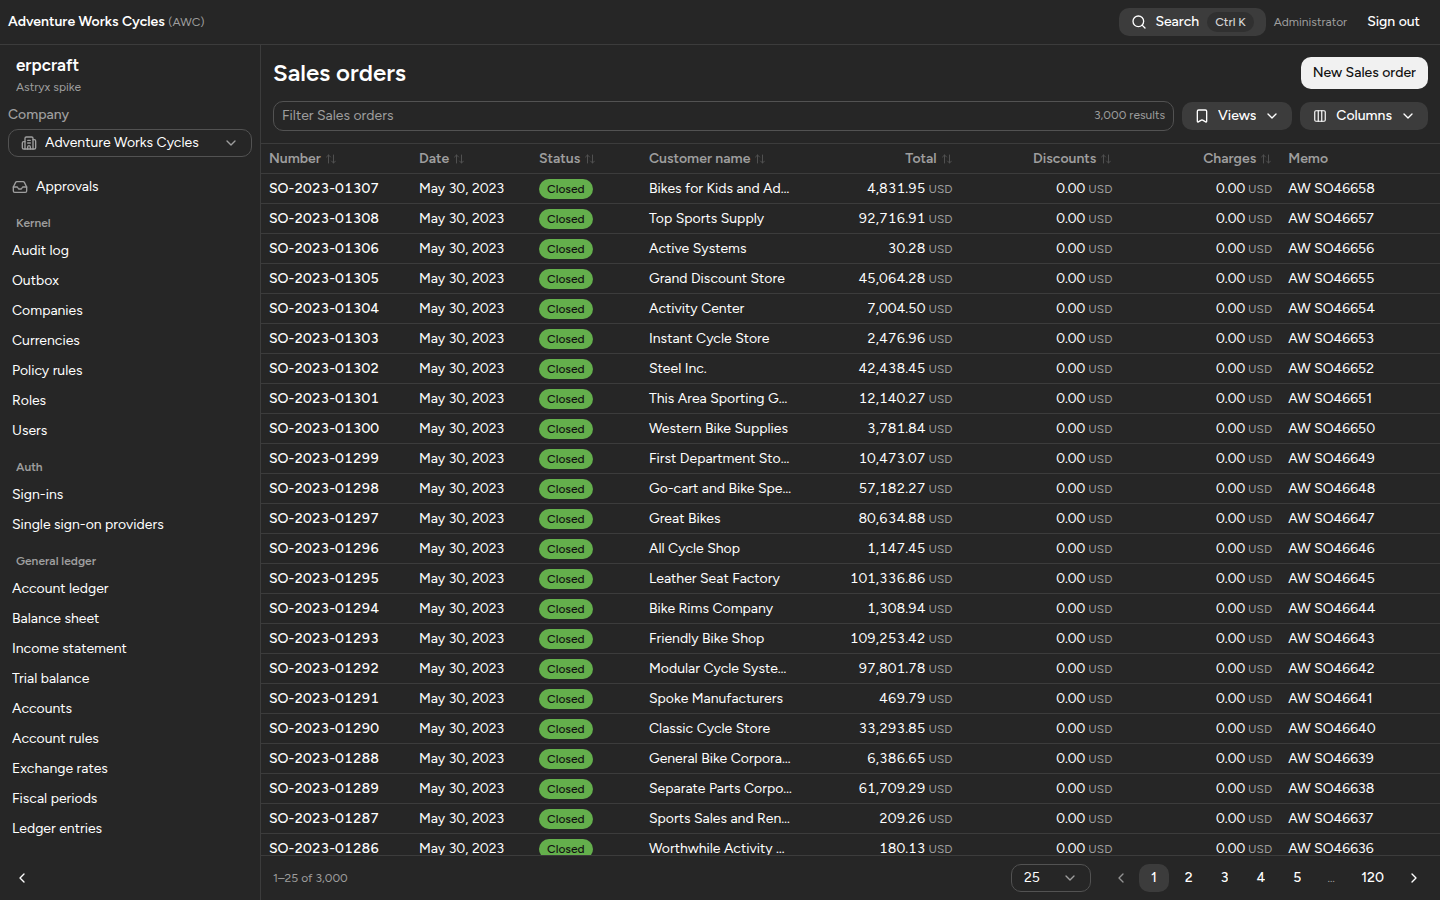 Adventure Works Cycles (AWC)
Search Ctrl K Administrator Sign out
erpcraft
Astryx spike
Company
Adventure Works Cycles
Approvals
Kernel
Audit log
Outbox
Companies
Currencies
Policy rules
Roles
Users
Auth
Sign-ins
Single sign-on providers
General ledger
Account ledger
Balance sheet
Income statement
Trial balance
Accounts
Account rules
Exchange rates
Fiscal periods
Ledger entries
Sales orders
New Sales order
Filter Sales orders 3,000 results Views Columns
Number Date Status Customer name Total Discounts Charges Memo
SO-2023-01307 May 30, 2023 Closed Bikes for Kids and Ad... 4,831.95 USD 0.00 USD 0.00 USD AW SO46658
SO-2023-01308 May 30, 2023 Closed Top Sports Supply 92,716.91 USD 0.00 USD 0.00 USD AW SO46657
SO-2023-01306 May 30, 2023 Closed Active Systems 30.28 USD 0.00 USD 0.00 USD AW SO46656
SO-2023-01305 May 30, 2023 Closed Grand Discount Store 45,064.28 USD 0.00 USD 0.00 USD AW SO46655
SO-2023-01304 May 30, 2023 Closed Activity Center 7,004.50 USD 0.00 USD 0.00 USD AW SO46654
SO-2023-01303 May 30, 2023 Closed Instant Cycle Store 2,476.96 USD 0.00 USD 0.00 USD AW SO46653
SO-2023-01302 May 30, 2023 Closed Steel Inc. 42,438.45 USD 0.00 USD 0.00 USD AW SO46652
SO-2023-01301 May 30, 2023 Closed This Area Sporting G... 12,140.27 USD 0.00 USD 0.00 USD AW SO46651
SO-2023-01300 May 30, 2023 Closed Western Bike Supplies 3,781.84 USD 0.00 USD 0.00 USD AW SO46650
SO-2023-01299 May 30, 2023 Closed First Department Sto... 10,473.07 USD 0.00 USD 0.00 USD AW SO46649
SO-2023-01298 May 30, 2023 Closed Go-cart and Bike Spe... 57,182.27 USD 0.00 USD 0.00 USD AW SO46648
SO-2023-01297 May 30, 2023 Closed Great Bikes 80,634.88 USD 0.00 USD 0.00 USD AW SO46647
SO-2023-01296 May 30, 2023 Closed All Cycle Shop 1,147.45 USD 0.00 USD 0.00 USD AW SO46646
SO-2023-01295 May 30, 2023 Closed Leather Seat Factory 101,336.86 USD 0.00 USD 0.00 USD AW SO46645
SO-2023-01294 May 30, 2023 Closed Bike Rims Company 1,308.94 USD 0.00 USD 0.00 USD AW SO46644
SO-2023-01293 May 30, 2023 Closed Friendly Bike Shop 109,253.42 USD 0.00 USD 0.00 USD AW SO46643
SO-2023-01292 May 30, 2023 Closed Modular Cycle Syste... 97,801.78 USD 0.00 USD 0.00 USD AW SO46642
SO-2023-01291 May 30, 2023 Closed Spoke Manufacturers 469.79 USD 0.00 USD 0.00 USD AW SO46641
SO-2023-01290 May 30, 2023 Closed Classic Cycle Store 33,293.85 USD 0.00 USD 0.00 USD AW SO46640
SO-2023-01288 May 30, 2023 Closed General Bike Corpora... 6,386.65 USD 0.00 USD 0.00 USD AW SO46639
SO-2023-01289 May 30, 2023 Closed Separate Parts Corpo... 61,709.29 USD 0.00 USD 0.00 USD AW SO46638
SO-2023-01287 May 30, 2023 Closed Sports Sales and Ren... 209.26 USD 0.00 USD 0.00 USD AW SO46637
SO-2023-01286 May 30, 2023 Closed Worthwhile Activity ... 180.13 USD 0.00 USD 0.00 USD AW SO46636
1–25 of 3,000 25 1 2 3 4 5 ... 120